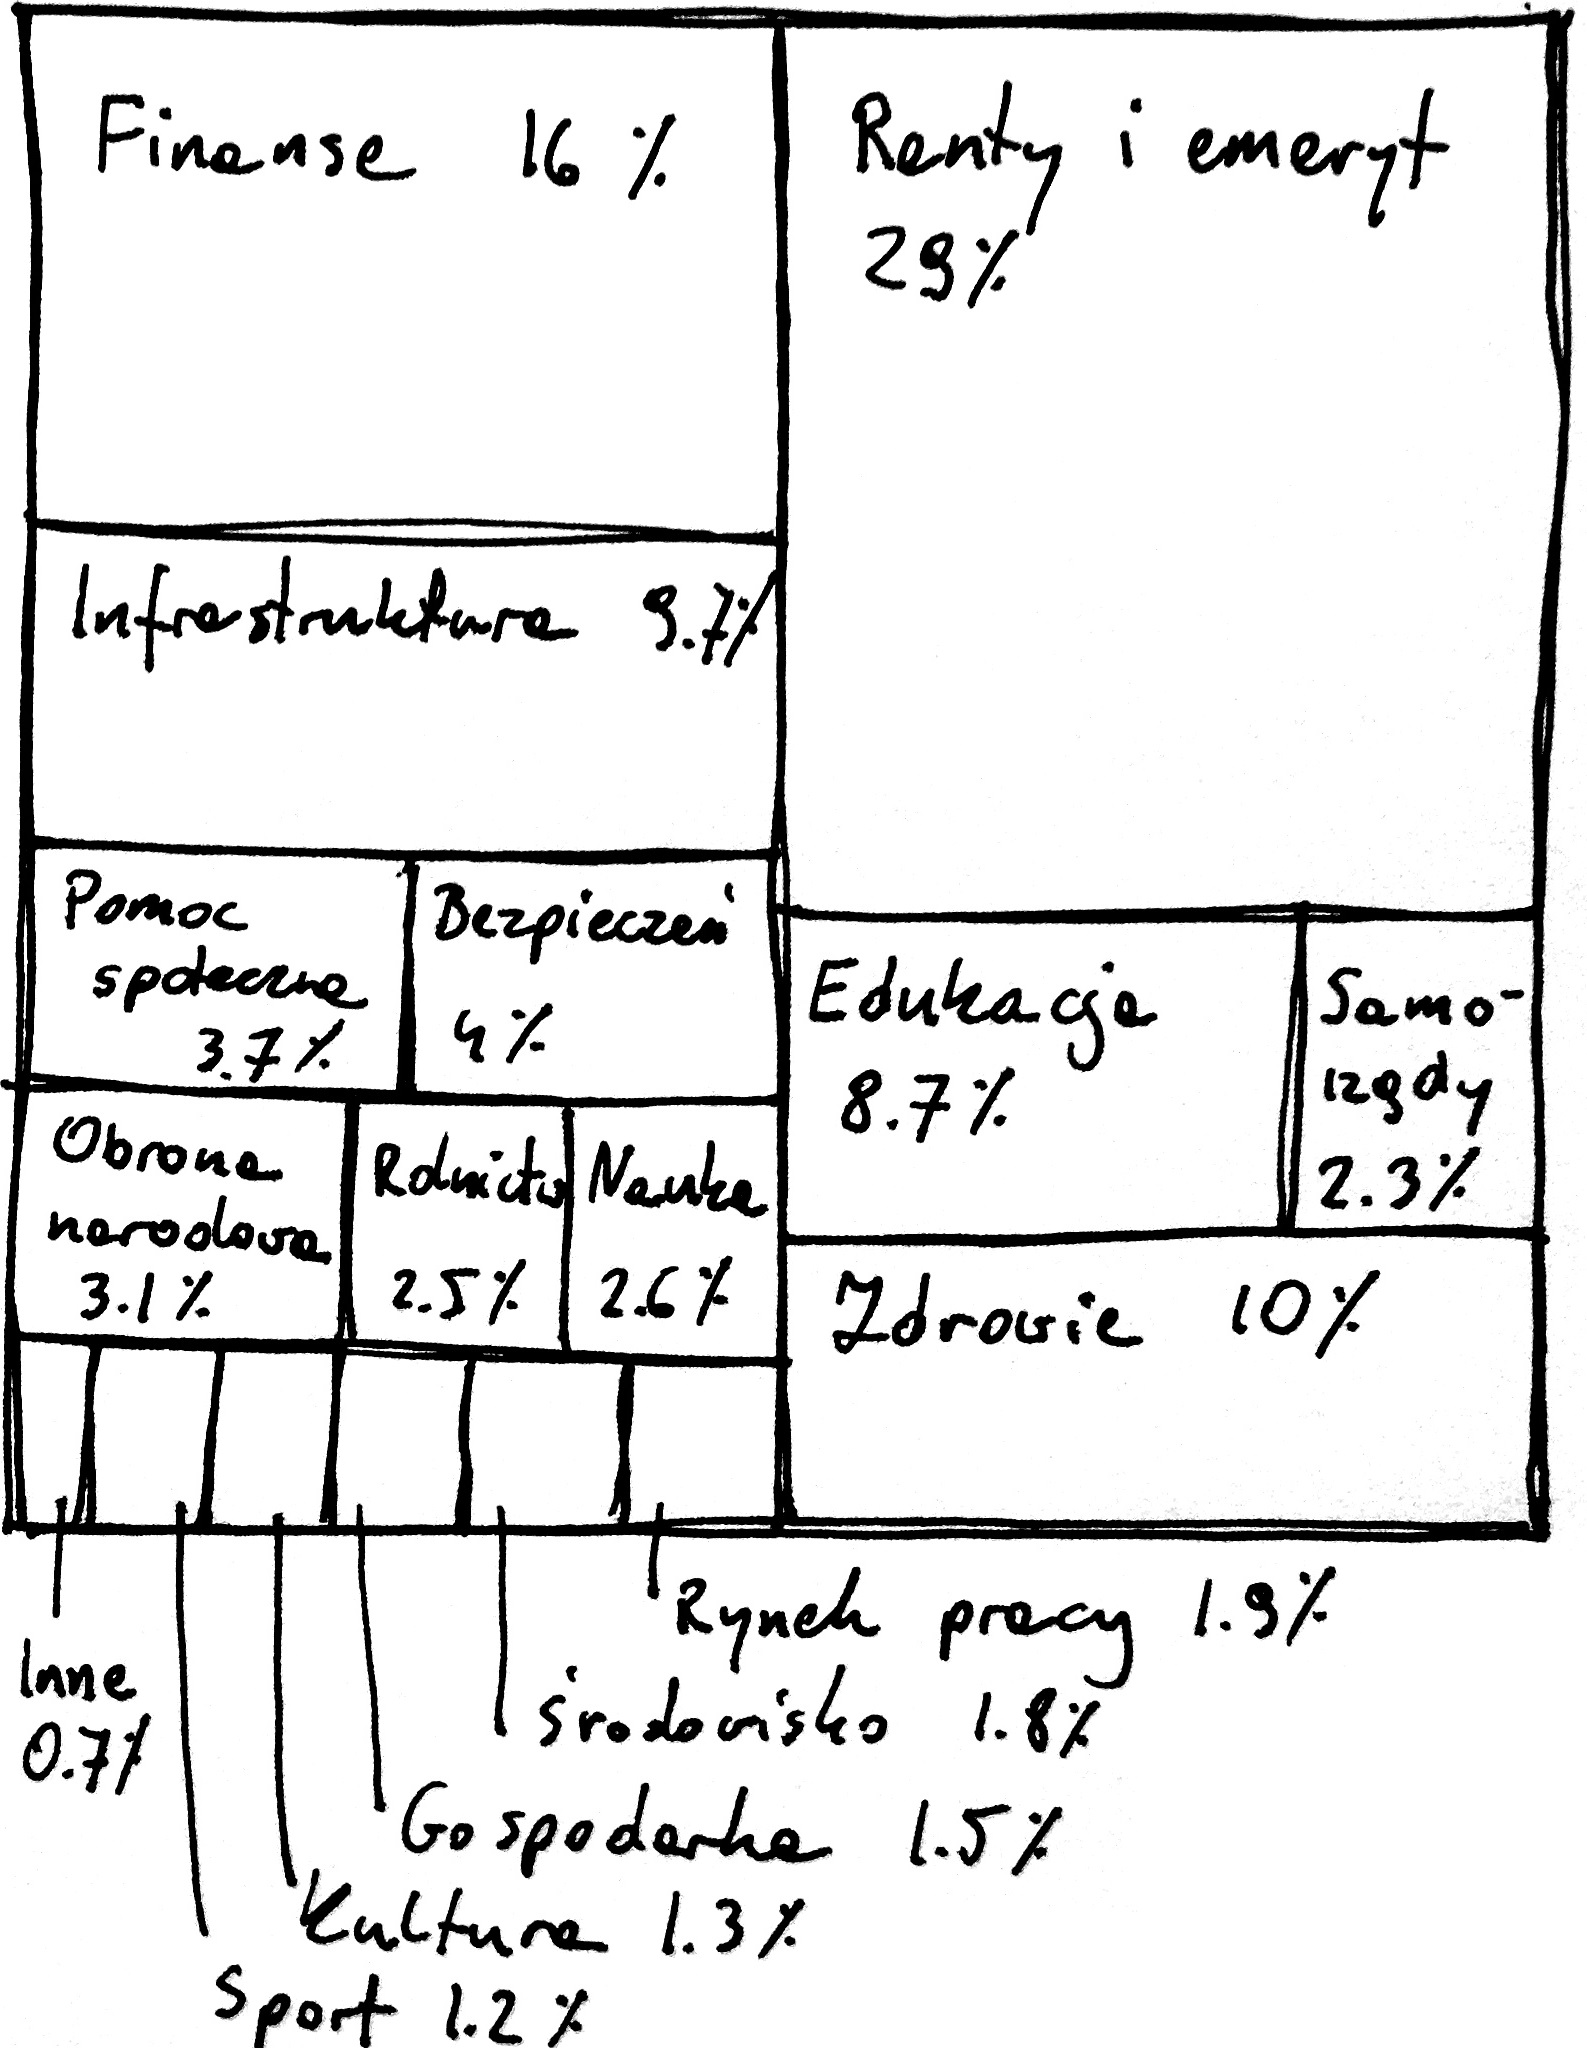 Finanse 16 %
Renty i emeryt
29%
Infrastruktura 9.7%
Pomoc
społeczna
3.7 %
Bezpieczeń
4 %
Obrona
narodowa
3.1 %
Rolnictw
2.5 %
Nauka
2.6 %
Edukacja
8.7 %
Samo-
rzędy
2.3 %
Zdrowie 10 %
Rynek pracy 1.9%
Środowisko 1.8%
Gospodarka 1.5%
Kultura 1.3 %
Sport 1.2 %
Inne
0.7%